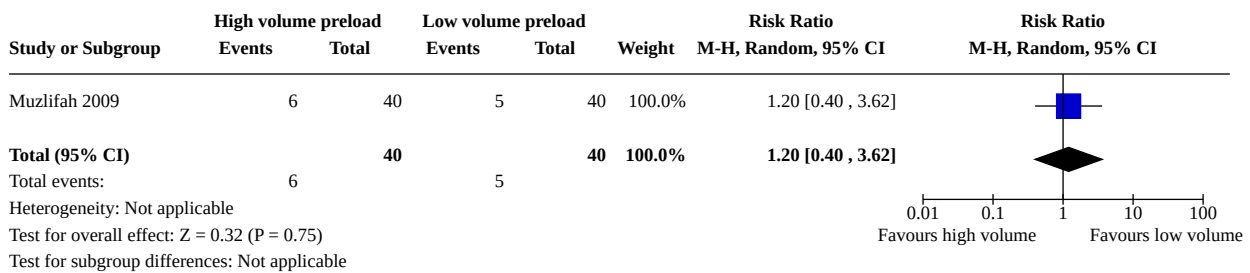 High volume preload Low volume preload Risk Ratio Risk Ratio
Study or Subgroup Events Total Events Total Weight M-H, Random, 95% CI M-H, Random, 95% CI
Muzlifah 2009 6 40 5 40 100.0% 1.20 [0.40 , 3.62]
Total (95% CI) 40 40 100.0% 1.20 [0.40 , 3.62]
Total events: 6 5
Heterogeneity: Not applicable
0.01 0.1 1 10 100
Test for overall effect: Z = 0.32 (P = 0.75)
Favours high volume Favours low volume
Test for subgroup differences: Not applicable